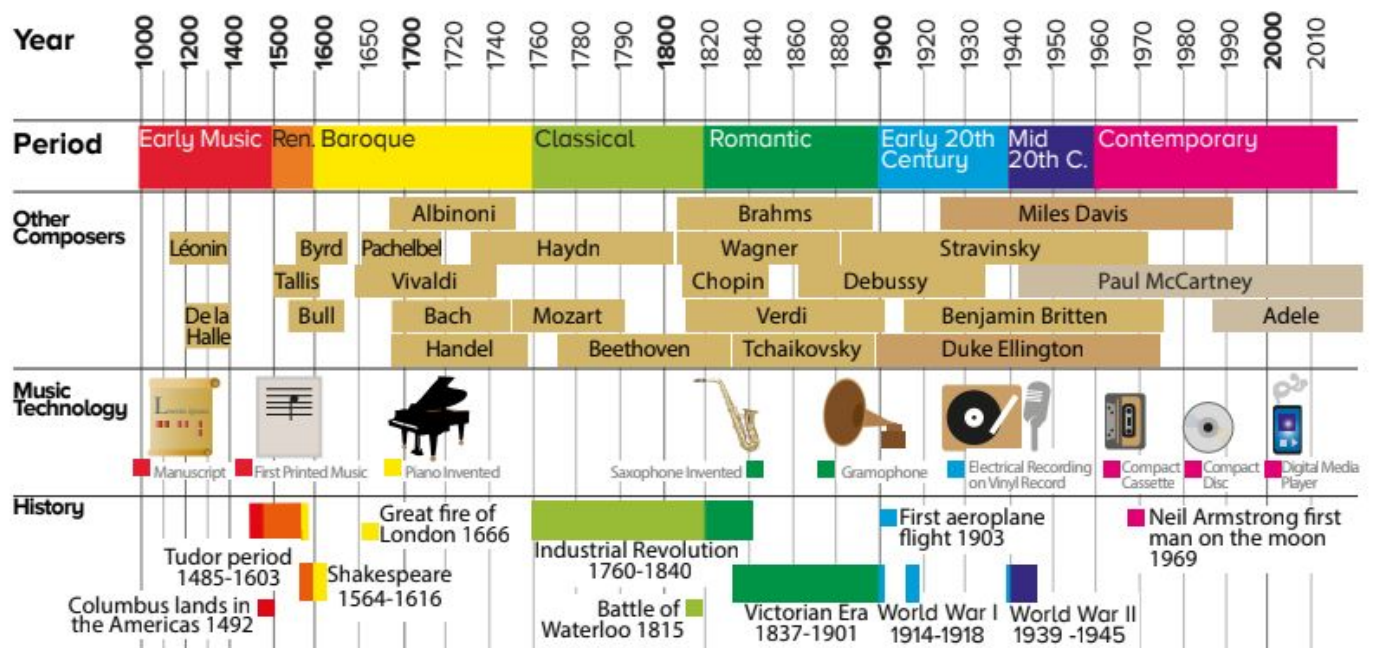 Year
1000
1200
1400
1500
1600
1650
1700
1720
1740
1760
1780
1790
1800
1820
1840
1860
1880
1900
1920
1930
1940
1950
1960
1970
1980
1990
2000
2010
Period
Early Music
Ren.
Baroque
Classical
Romantic
Early 20th
Century
Mid
20th C.
Contemporary
Other
Composers
Albinoni
Brahms
Miles Davis
Léonin
Byrd
Pachelbel
Haydn
Wagner
Stravinsky
Tallis
Vivaldi
Chopin
Debussy
Paul McCartney
De la
Halle
Bull
Bach
Mozart
Verdi
Benjamin Britten
Adele
Handel
Beethoven
Tchaikovsky
Duke Ellington
Music
Technology
Manuscript
First Printed Music
Piano Invented
Saxophone Invented
Gramophone
Electrical Recording
on Vinyl Record
Compact
Cassette
Compact
Disc
Digital Media
Player
History
Tudor period
1485-1603
Great fire of
London 1666
Shakespeare
1564-1616
Columbus lands in
the Americas 1492
Industrial Revolution
1760-1840
Battle of
Waterloo 1815
Victorian Era
1837-1901
First aeroplane
flight 1903
World War I
1914-1918
World War II
1939 -1945
Neil Armstrong first
man on the moon
1969